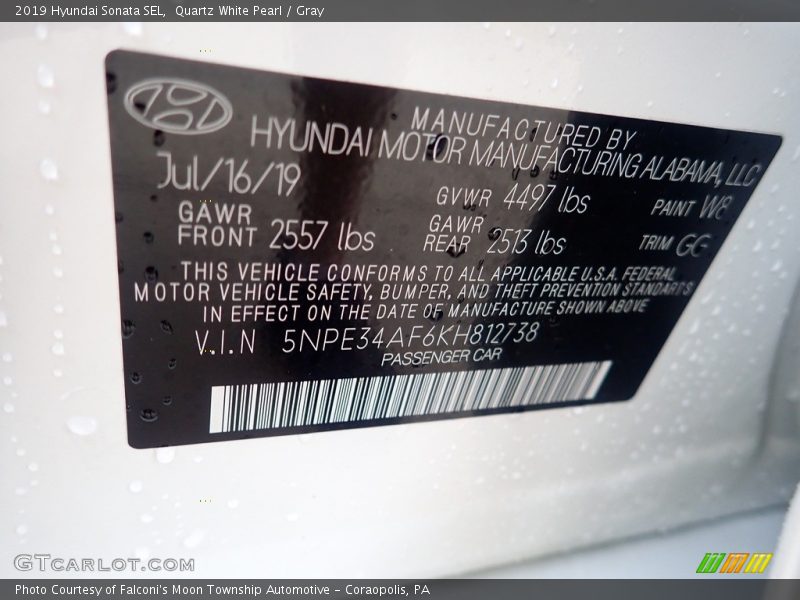 2019 Hyundai Sonata SEL, Quartz White Pearl / Gray
MANUFACTURED BY
HYUNDAI MOTOR MANUFACTURING ALABAMA, LLC
Jul/16/19
GVWR 4497 lbs
PAINT W8
GAWR
FRONT 2557 lbs
GAWR
REAR 2513 lbs
TRIM GG
THIS VEHICLE CONFORMS TO ALL APPLICABLE U.S.A. FEDERAL
MOTOR VEHICLE SAFETY, BUMPER, AND THEFT PREVENTION STANDARDS
IN EFFECT ON THE DATE OF MANUFACTURE SHOWN ABOVE
V.I.N 5NPE34AF6KH812738
PASSENGER CAR
GTCARLOT.COM
Photo Courtesy of Falconi's Moon Township Automotive – Coraopolis, PA